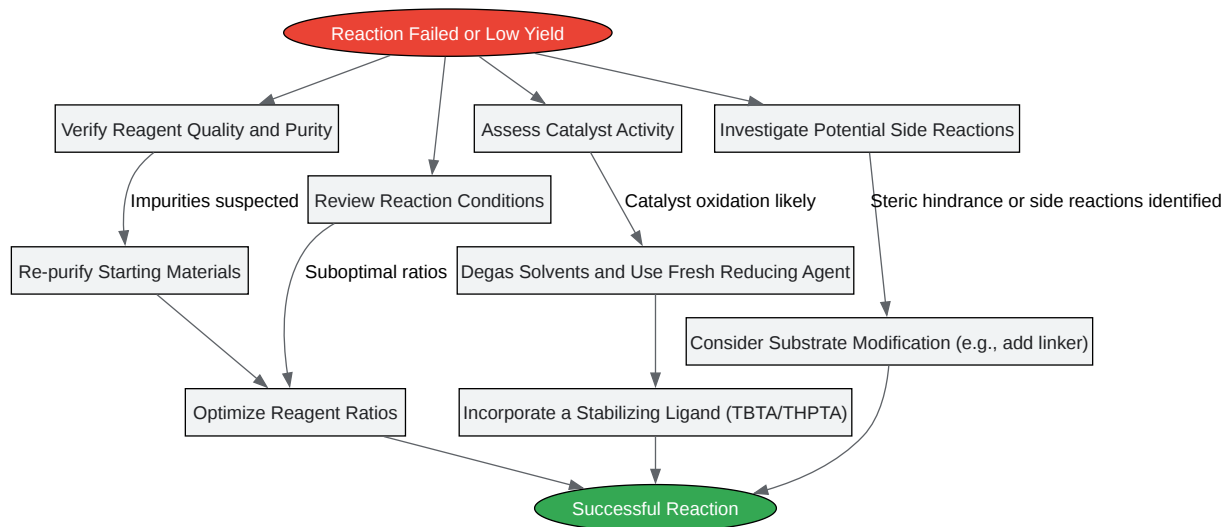 Reaction Failed or Low Yield
Verify Reagent Quality and Purity
Assess Catalyst Activity
Investigate Potential Side Reactions
Impurities suspected
Review Reaction Conditions
Catalyst oxidation likely
Steric hindrance or side reactions identified
Re-purify Starting Materials
Suboptimal ratios
Degas Solvents and Use Fresh Reducing Agent
Consider Substrate Modification (e.g., add linker)
Optimize Reagent Ratios
Incorporate a Stabilizing Ligand (TBTA/THPTA)
Successful Reaction